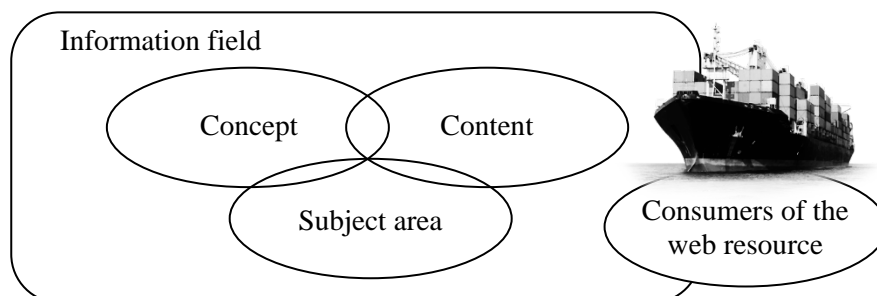 Information field
Concept
Content
Subject area
Consumers of the
web resource